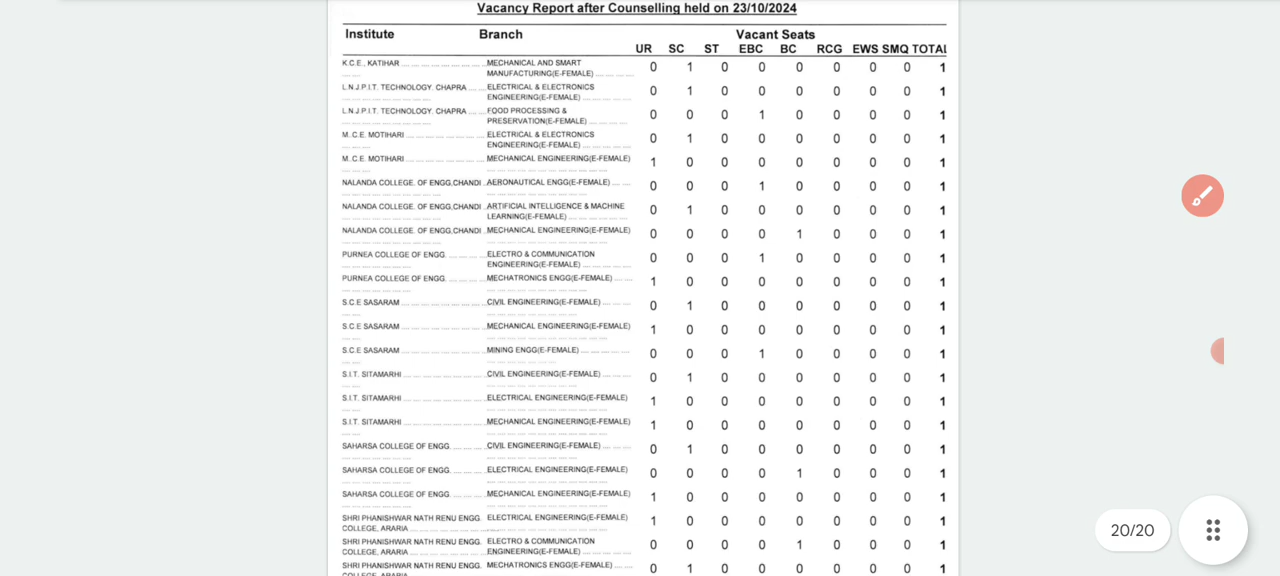 Vacancy Report after Counselling held on 23/10/2024
Institute Branch Vacant Seats
UR SC ST EBC BC RCG EWS SMQ TOTAL
K.C.E., KATIHAR MECHANICAL AND SMART 0 1 0 0 0 0 0 0 1
MANUFACTURING(E-FEMALE)
L.N.J.P.I.T. TECHNOLOGY. CHAPRA ELECTRICAL & ELECTRONICS 0 1 0 0 0 0 0 0 1
ENGINEERING(E-FEMALE)
L.N.J.P.I.T. TECHNOLOGY. CHAPRA FOOD PROCESSING & 0 0 0 1 0 0 0 0 1
PRESERVATION(E-FEMALE)
M.C.E. MOTIHARI ELECTRICAL & ELECTRONICS 0 1 0 0 0 0 0 0 1
ENGINEERING(E-FEMALE)
M.C.E. MOTIHARI MECHANICAL ENGINEERING(E-FEMALE) 1 0 0 0 0 0 0 0 1
NALANDA COLLEGE. OF ENGG,CHANDI AERONAUTICAL ENGG(E-FEMALE) 0 0 0 1 0 0 0 0 1
NALANDA COLLEGE. OF ENGG,CHANDI ARTIFICIAL INTELLIGENCE & MACHINE 0 1 0 0 0 0 0 0 1
LEARNING(E-FEMALE)
NALANDA COLLEGE. OF ENGG,CHANDI MECHANICAL ENGINEERING(E-FEMALE) 0 0 0 0 1 0 0 0 1
PURNEA COLLEGE OF ENGG. ELECTRO & COMMUNICATION 0 0 0 1 0 0 0 0 1
ENGINEERING(E-FEMALE)
PURNEA COLLEGE OF ENGG. MECHATRONICS ENGG(E-FEMALE) 1 0 0 0 0 0 0 0 1
S.C.E SASARAM CIVIL ENGINEERING(E-FEMALE) 0 1 0 0 0 0 0 0 1
S.C.E SASARAM MECHANICAL ENGINEERING(E-FEMALE) 1 0 0 0 0 0 0 0 1
S.C.E SASARAM MINING ENGG(E-FEMALE) 0 0 0 1 0 0 0 0 1
S.I.T. SITAMARHI CIVIL ENGINEERING(E-FEMALE) 0 1 0 0 0 0 0 0 1
S.I.T. SITAMARHI ELECTRICAL ENGINEERING(E-FEMALE) 1 0 0 0 0 0 0 0 1
S.I.T. SITAMARHI MECHANICAL ENGINEERING(E-FEMALE) 1 0 0 0 0 0 0 0 1
SAHARSA COLLEGE OF ENGG. CIVIL ENGINEERING(E-FEMALE) 0 1 0 0 0 0 0 0 1
SAHARSA COLLEGE OF ENGG. ELECTRICAL ENGINEERING(E-FEMALE) 0 0 0 0 1 0 0 0 1
SAHARSA COLLEGE OF ENGG. MECHANICAL ENGINEERING(E-FEMALE) 1 0 0 0 0 0 0 0 1
SHRI PHANISHWAR NATH RENU ENGG. ELECTRICAL ENGINEERING(E-FEMALE) 1 0 0 0 0 0 0 0 1
COLLEGE, ARARIA
SHRI PHANISHWAR NATH RENU ENGG. ELECTRO & COMMUNICATION 0 0 0 0 1 0 0 0 1
COLLEGE, ARARIA ENGINEERING(E-FEMALE)
SHRI PHANISHWAR NATH RENU ENGG. MECHATRONICS ENGG(E-FEMALE) 0 1 0 0 0 0 0 0 1
COLLEGE, ARARIA
20/20